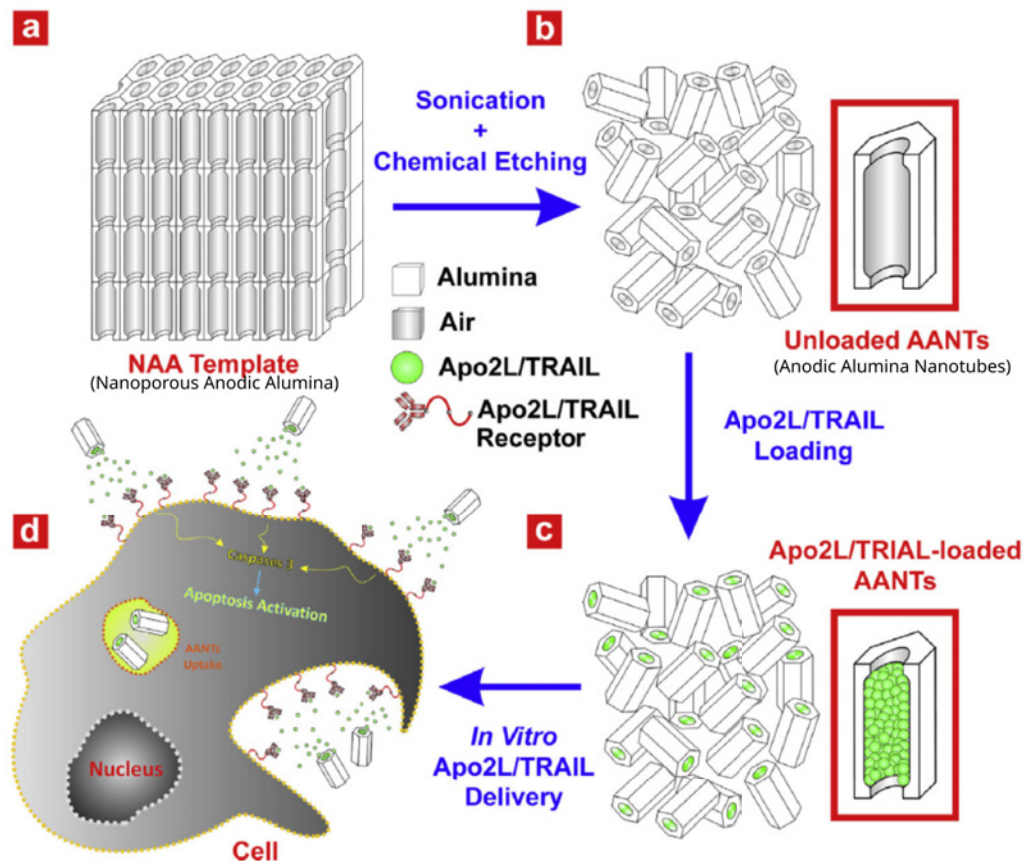 a
Sonication
+
Chemical Etching
NAA Template
(Nanoporous Anodic Alumina)
Alumina
Air
Apo2L/TRAIL
Apo2L/TRAIL
Receptor
b
Unloaded AANTs
(Anodic Alumina Nanotubes)
Apo2L/TRAIL
Loading
c
Apo2L/TRIAL-loaded
AANTs
In Vitro
Apo2L/TRAIL
Delivery
d
Caspases 3
Apoptosis Activation
AANTs
Uptake
Nucleus
Cell